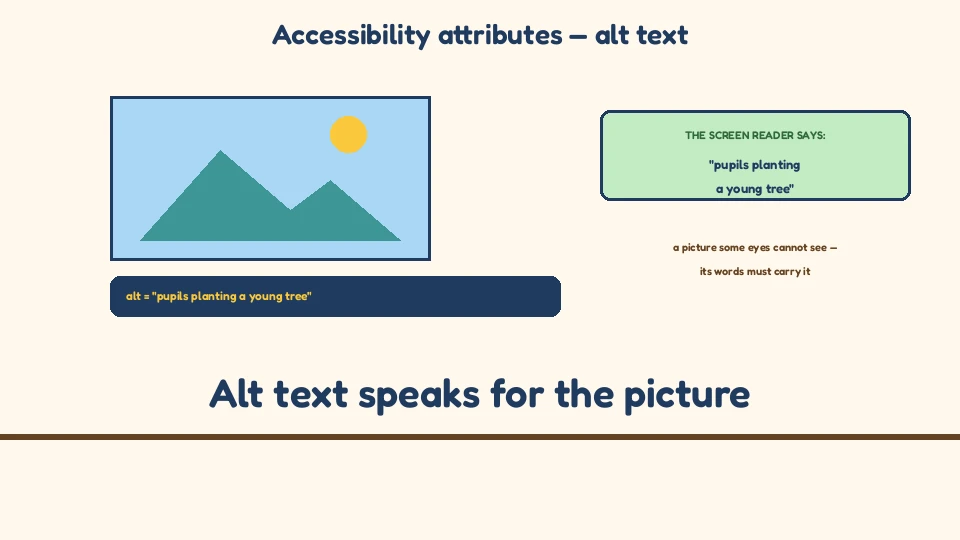 Accessibility attributes — alt text
THE SCREEN READER SAYS:
"pupils planting
a young tree"
a picture some eyes cannot see —
its words must carry it
alt = "pupils planting a young tree"
Alt text speaks for the picture